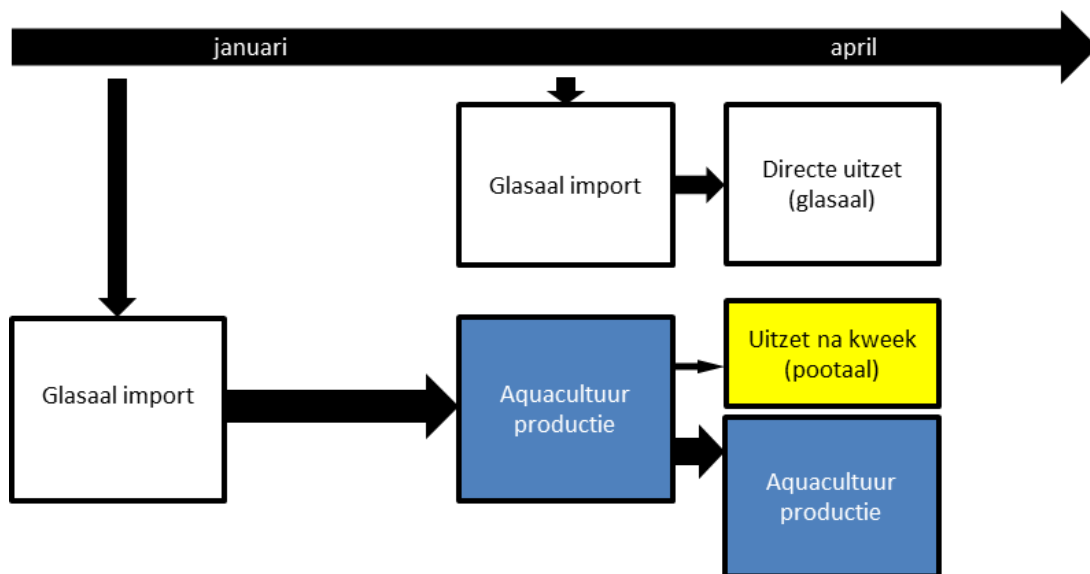 januari
april
Glasaal import
Directe uitzet
(glasaal)
Glasaal import
Aquacultuur
productie
Uitzet na kweek
(pootaal)
Aquacultuur
productie